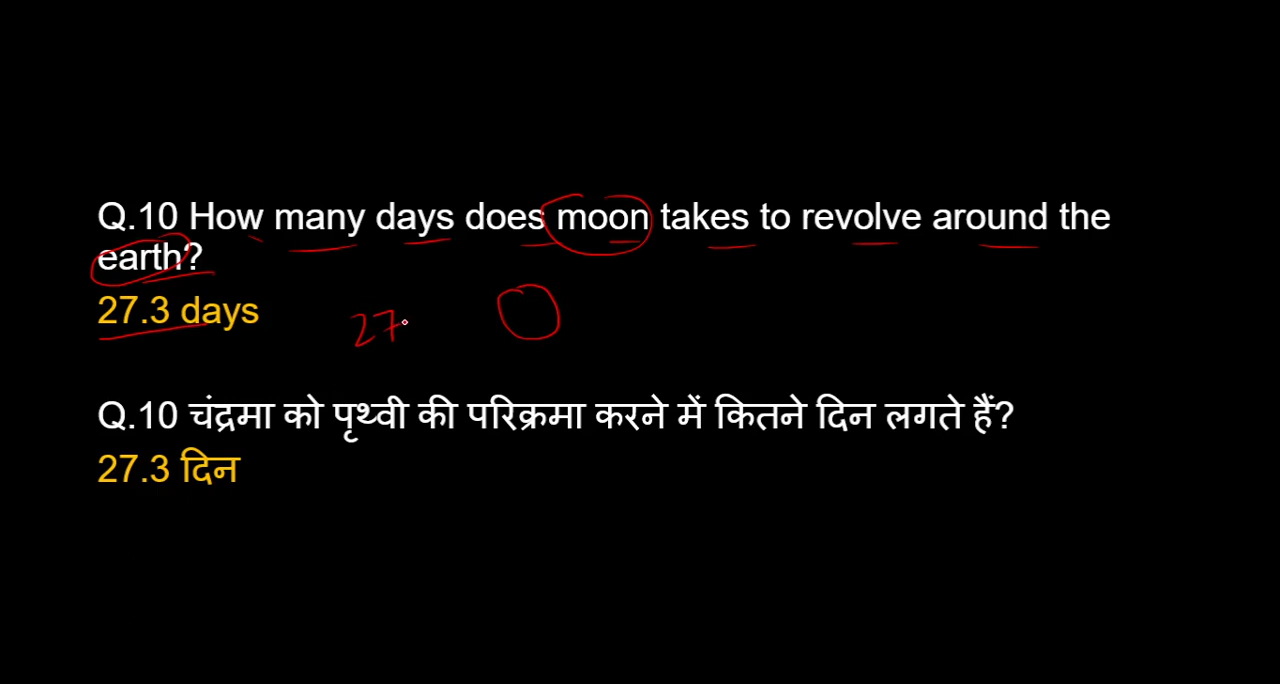 Q.10 How many days does moon takes to revolve around the
earth?
27.3 days
27
Q.10 चंद्रमा को पृथ्वी की परिक्रमा करने में कितने दिन लगते हैं?
27.3 दिन